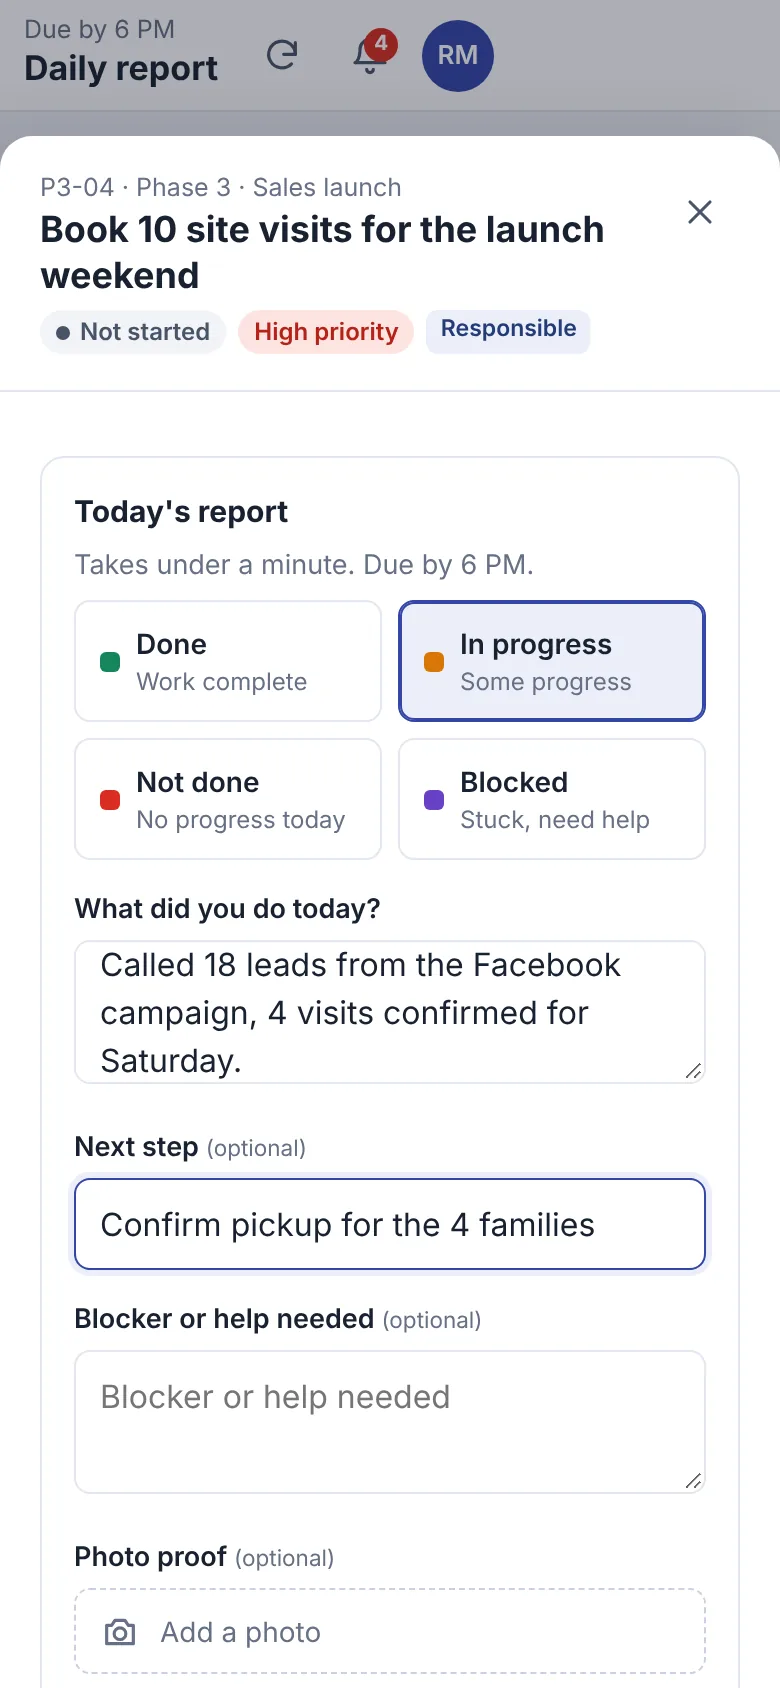 Due by 6 PM
Daily report
4
RM
P3-04 · Phase 3 · Sales launch
Book 10 site visits for the launch
weekend
Not started
High priority
Responsible
Today's report
Takes under a minute. Due by 6 PM.
Done
Work complete
In progress
Some progress
Not done
No progress today
Blocked
Stuck, need help
What did you do today?
Called 18 leads from the Facebook
campaign, 4 visits confirmed for
Saturday.
Next step (optional)
Confirm pickup for the 4 families
Blocker or help needed (optional)
Blocker or help needed
Photo proof (optional)
Add a photo